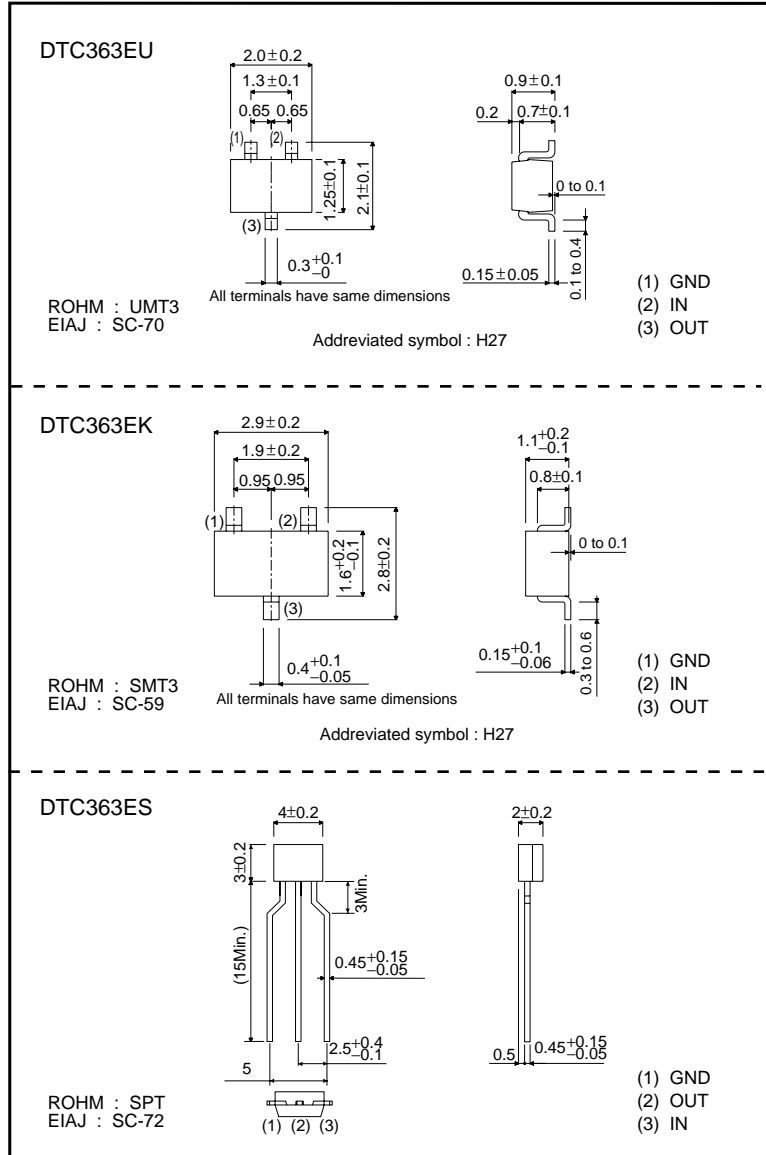 DTC363EU
2.0±0.2
1.3±0.1
0.65 0.65
(1) (2)
1.25±0.1
2.1±0.1
(3)
0.3+0.1 −0
All terminals have same dimensions
0.9±0.1
0.2 0.7±0.1
0 to 0.1
0.15±0.05
0.1 to 0.4
ROHM : UMT3
EIAJ : SC-70
Addreviated symbol : H27
(1) GND
(2) IN
(3) OUT
DTC363EK
2.9±0.2
1.9±0.2
0.95 0.95
(1) (2)
1.6+0.2 −0.1
2.8±0.2
(3)
0.4+0.1 −0.05
All terminals have same dimensions
1.1+0.2 −0.1
0.8±0.1
0 to 0.1
0.15+0.1 −0.06
0.3 to 0.6
ROHM : SMT3
EIAJ : SC-59
Addreviated symbol : H27
(1) GND
(2) IN
(3) OUT
DTC363ES
4±0.2
3±0.2
3Min.
(15Min.)
0.45+0.15 −0.05
2.5+0.4 −0.1
5
(1) (2) (3)
2±0.2
0.5 0.45+0.15 −0.05
ROHM : SPT
EIAJ : SC-72
(1) GND
(2) OUT
(3) IN